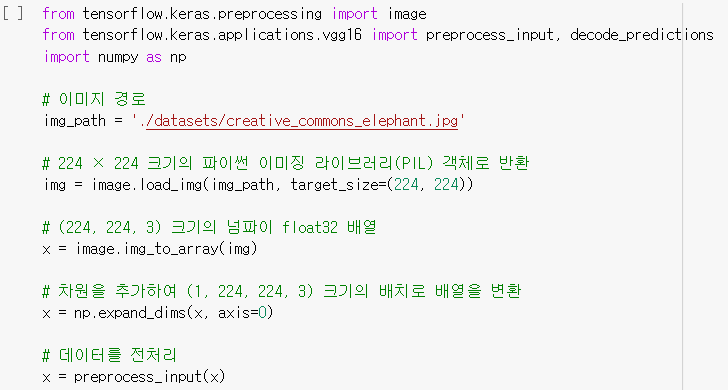 [ ] from tensorflow.keras.preprocessing import image
from tensorflow.keras.applications.vgg16 import preprocess_input, decode_predictions
import numpy as np
# 이미지 경로
img_path = './datasets/creative_commons_elephant.jpg'
# 224 × 224 크기의 파이썬 이미징 라이브러리(PIL) 객체로 반환
img = image.load_img(img_path, target_size=(224, 224))
# (224, 224, 3) 크기의 넘파이 float32 배열
x = image.img_to_array(img)
# 차원을 추가하여 (1, 224, 224, 3) 크기의 배치로 배열을 변환
x = np.expand_dims(x, axis=0)
# 데이터를 전처리
x = preprocess_input(x)